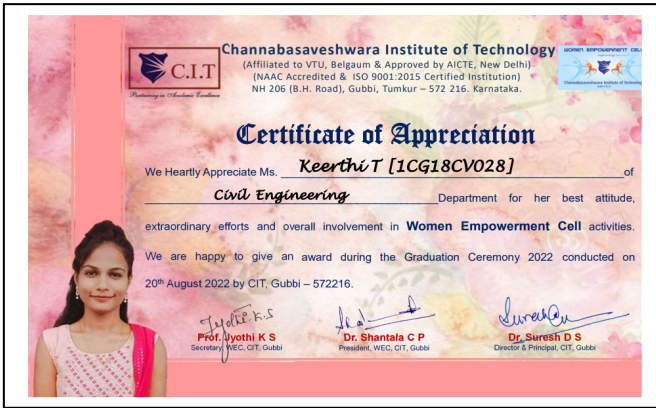 C.I.T
Partnering in Academic Excellence
Channabasaveshwara Institute of Technology
(Affiliated to VTU, Belgaum & Approved by AICTE, New Delhi)
(NAAC Accredited & ISO 9001:2015 Certified Institution)
NH 206 (B.H. Road), Gubbi, Tumkur – 572 216. Karnataka.
WOMEN EMPOWERMENT CELL
Channabasaveshwara Institute of Technology
Certificate of Appreciation
We Heartly Appreciate Ms. Keerthi T [1CG18CV028] of
Civil Engineering Department for her best attitude,
extraordinary efforts and overall involvement in Women Empowerment Cell activities.
We are happy to give an award during the Graduation Ceremony 2022 conducted on
20th August 2022 by CIT, Gubbi – 572216.
Jyothi K.S
Prof. Jyothi K S
Secretary, WEC, CIT, Gubbi
Dr. Shantala C P
President, WEC, CIT, Gubbi
Dr. Suresh D S
Director & Principal, CIT, Gubbi